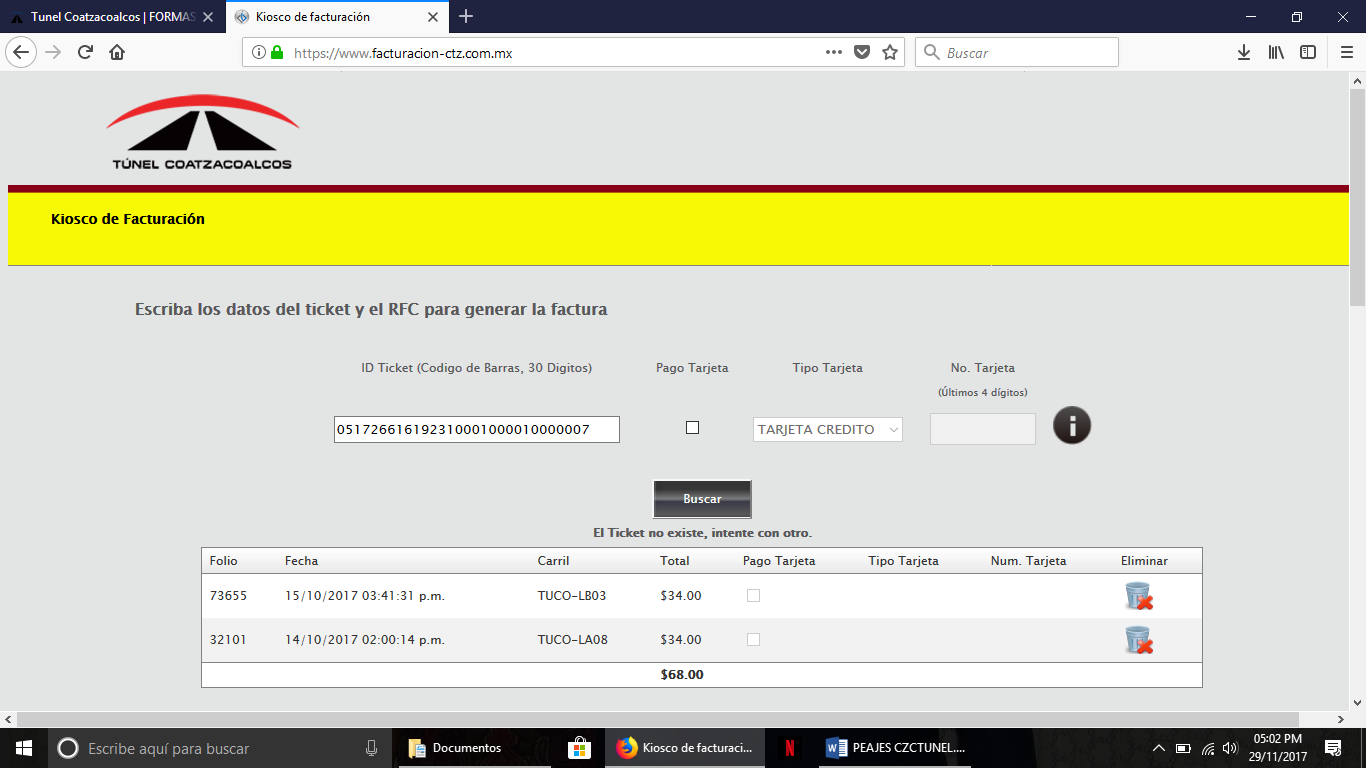 Tunel Coatzacoalcos | FORMAS
Kiosco de facturación
https://www.facturacion-ctz.com.mx
Buscar
TÚNEL COATZACOALCOS
Kiosco de Facturación
Escriba los datos del ticket y el RFC para generar la factura
ID Ticket (Codigo de Barras, 30 Digitos) Pago Tarjeta Tipo Tarjeta No. Tarjeta
(Últimos 4 dígitos)
051726616192310001000010000007 TARJETA CREDITO
Buscar
El Ticket no existe, intente con otro.
Folio Fecha Carril Total Pago Tarjeta Tipo Tarjeta Num. Tarjeta Eliminar
73655 15/10/2017 03:41:31 p.m. TUCO-LB03 $34.00
32101 14/10/2017 02:00:14 p.m. TUCO-LA08 $34.00
$68.00
Escribe aquí para buscar
Documentos
Kiosco de facturaci...
PEAJES CZCTUNEL....
05:02 PM
29/11/2017